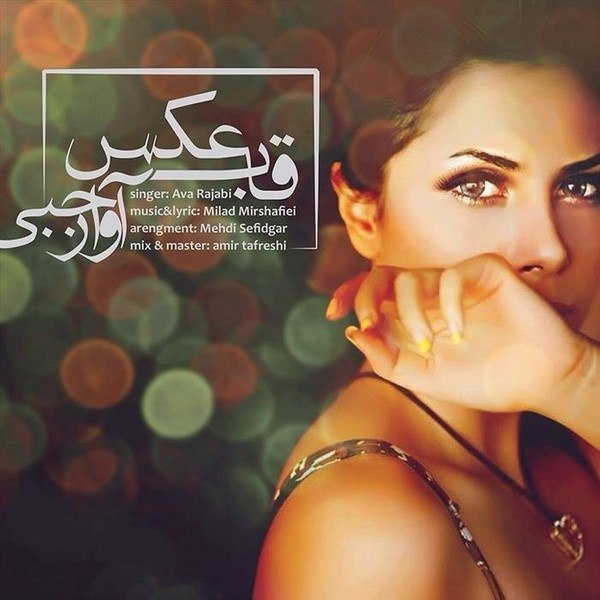 قاب عکس
آوا رجبی
singer: Ava Rajabi
music&lyric: Milad Mirshafiei
arengment: Mehdi Sefidgar
mix & master: amir tafreshi